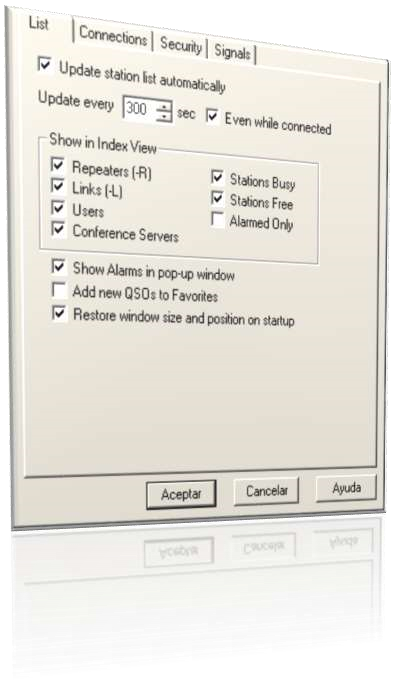 List Connections Security Signals
Update station list automatically
Update every 300 sec Even while connected
Show in Index View
Repeaters (-R) Stations Busy
Links (-L) Stations Free
Users Alarmed Only
Conference Servers
Show Alarms in pop-up window
Add new QSOs to Favorites
Restore window size and position on startup
Aceptar Cancelar Ayuda